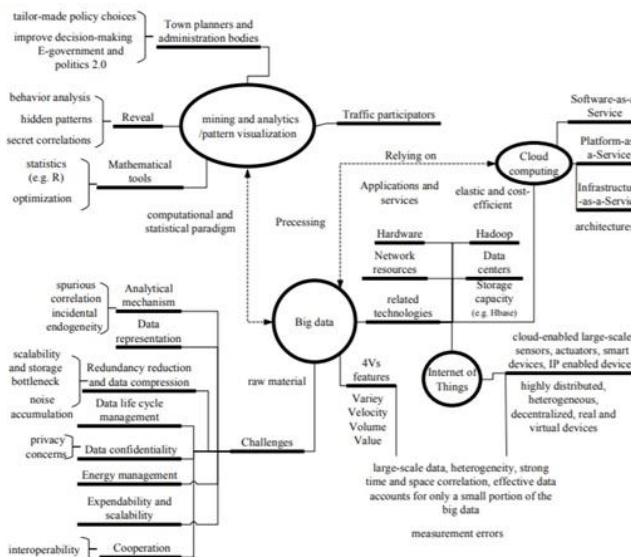 tailor-made policy choices
improve decision-making
E-government and
politics 2.0
Town planners and
administration bodies
behavior analysis
hidden patterns
secret correlations
Reveal
mining and analytics
/pattern visualization
Traffic participators
statistics
(e.g. R)
optimization
Mathematical
tools
computational and
statistical paradigm
Precessing
Relying on
Applications and
services
Cloud
computing
elastic and cost-
efficient
Software-as-a
Service
Platform-as
a-Service
Infrastructu
-as-a-Servic
architectures
Hardware
Hadoop
Network
resources
Data
centers
related
technologies
Storage
capacity
(e.g. Hbase)
Big data
raw material
4Vs
features
Variey
Velocity
Volume
Value
Internet of
Things
cloud-enabled large-scale
sensors, actuators, smart
devices, IP enabled device
highly distributed,
heterogeneous,
decentralized, real and
virtual devices
large-scale data, heterogeneity, strong
time and space correlation, effective data
accounts for only a small portion of the
big data
measurement errors
Challenges
spurious
correlation
incidental
endogeneity
Analytical
mechanism
Data
representation
scalability
and storage
bottleneck
noise
accumulation
Redundancy reduction
and data compression
Data life cycle
management
privacy
concerns
Data confidentiality
Energy management
Expendability and
scalability
interoperability
Cooperation